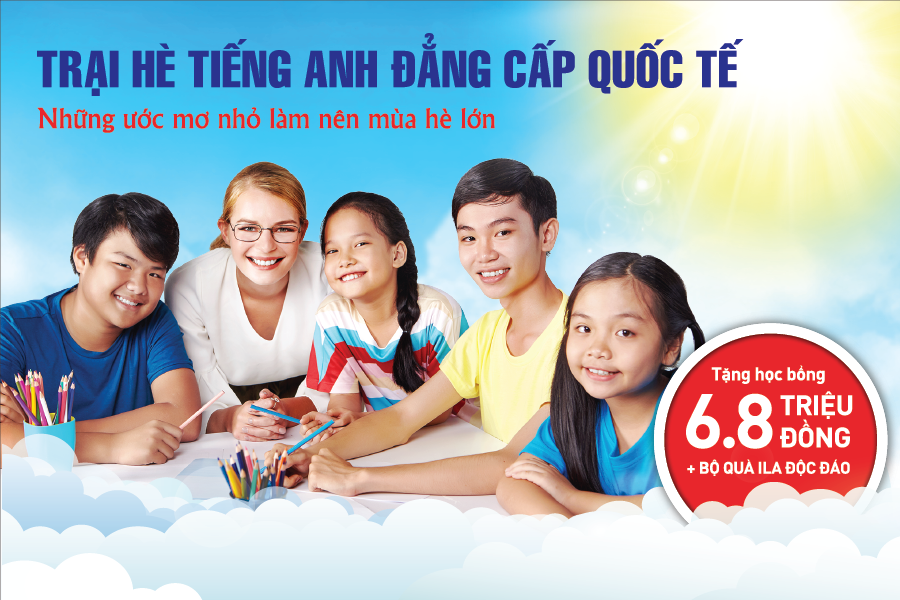 TRẠI HÈ TIẾNG ANH ĐẲNG CẤP QUỐC TẾ
Những ước mơ nhỏ làm nên mùa hè lớn
Tặng học bổng
6.8 TRIỆU ĐỒNG
+ BỘ QUÀ ILA ĐỘC ĐÁO